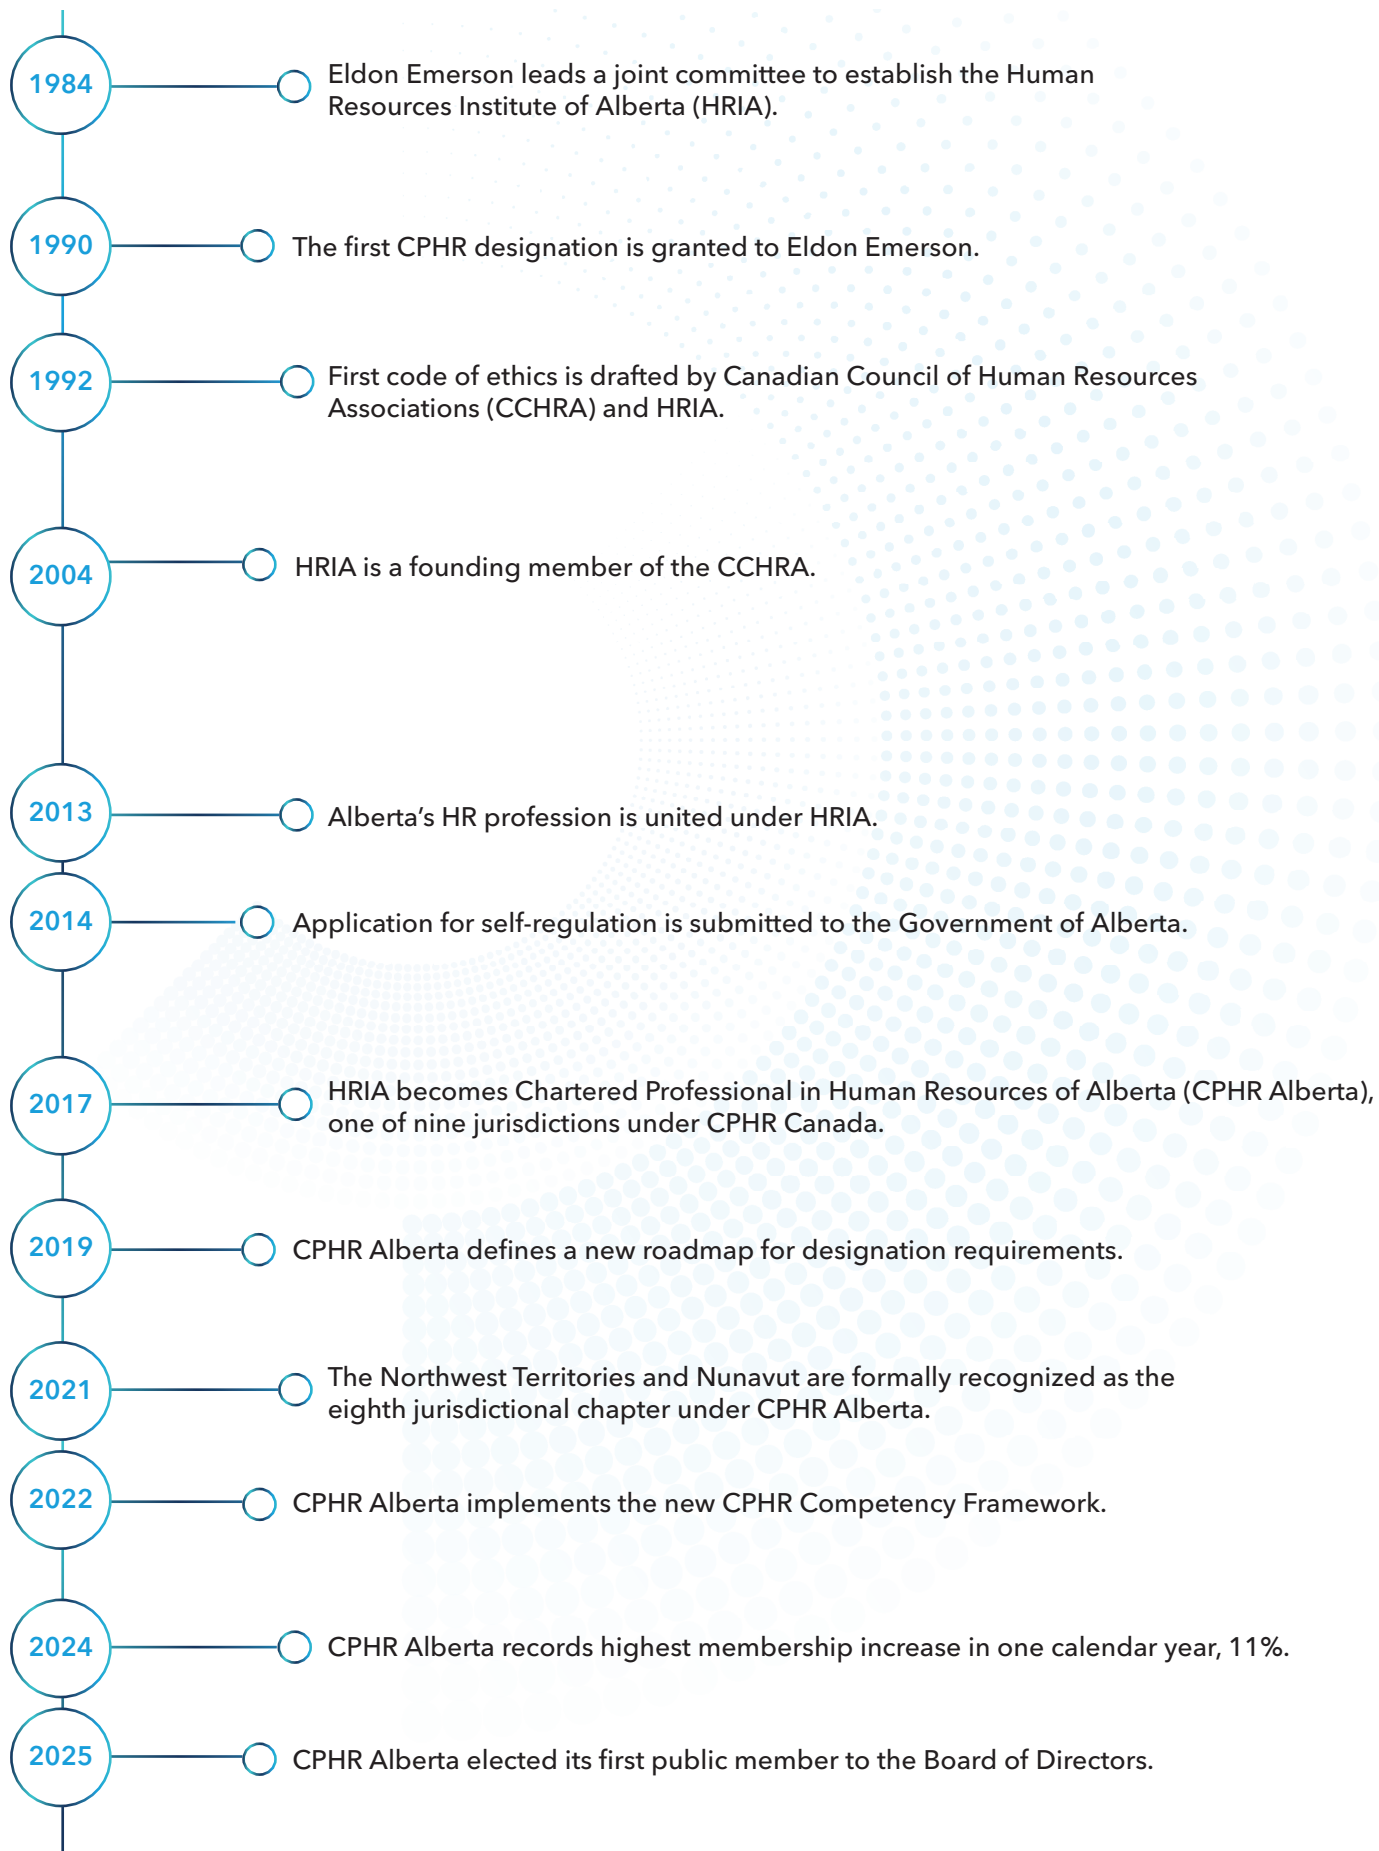 1984
Eldon Emerson leads a joint committee to establish the Human
Resources Institute of Alberta (HRIA).
1990
The first CPHR designation is granted to Eldon Emerson.
1992
First code of ethics is drafted by Canadian Council of Human Resources
Associations (CCHRA) and HRIA.
2004
HRIA is a founding member of the CCHRA.
2013
Alberta’s HR profession is united under HRIA.
2014
Application for self-regulation is submitted to the Government of Alberta.
2017
HRIA becomes Chartered Professional in Human Resources of Alberta (CPHR Alberta),
one of nine jurisdictions under CPHR Canada.
2019
CPHR Alberta defines a new roadmap for designation requirements.
2021
The Northwest Territories and Nunavut are formally recognized as the
eighth jurisdictional chapter under CPHR Alberta.
2022
CPHR Alberta implements the new CPHR Competency Framework.
2024
CPHR Alberta records highest membership increase in one calendar year, 11%.
2025
CPHR Alberta elected its first public member to the Board of Directors.